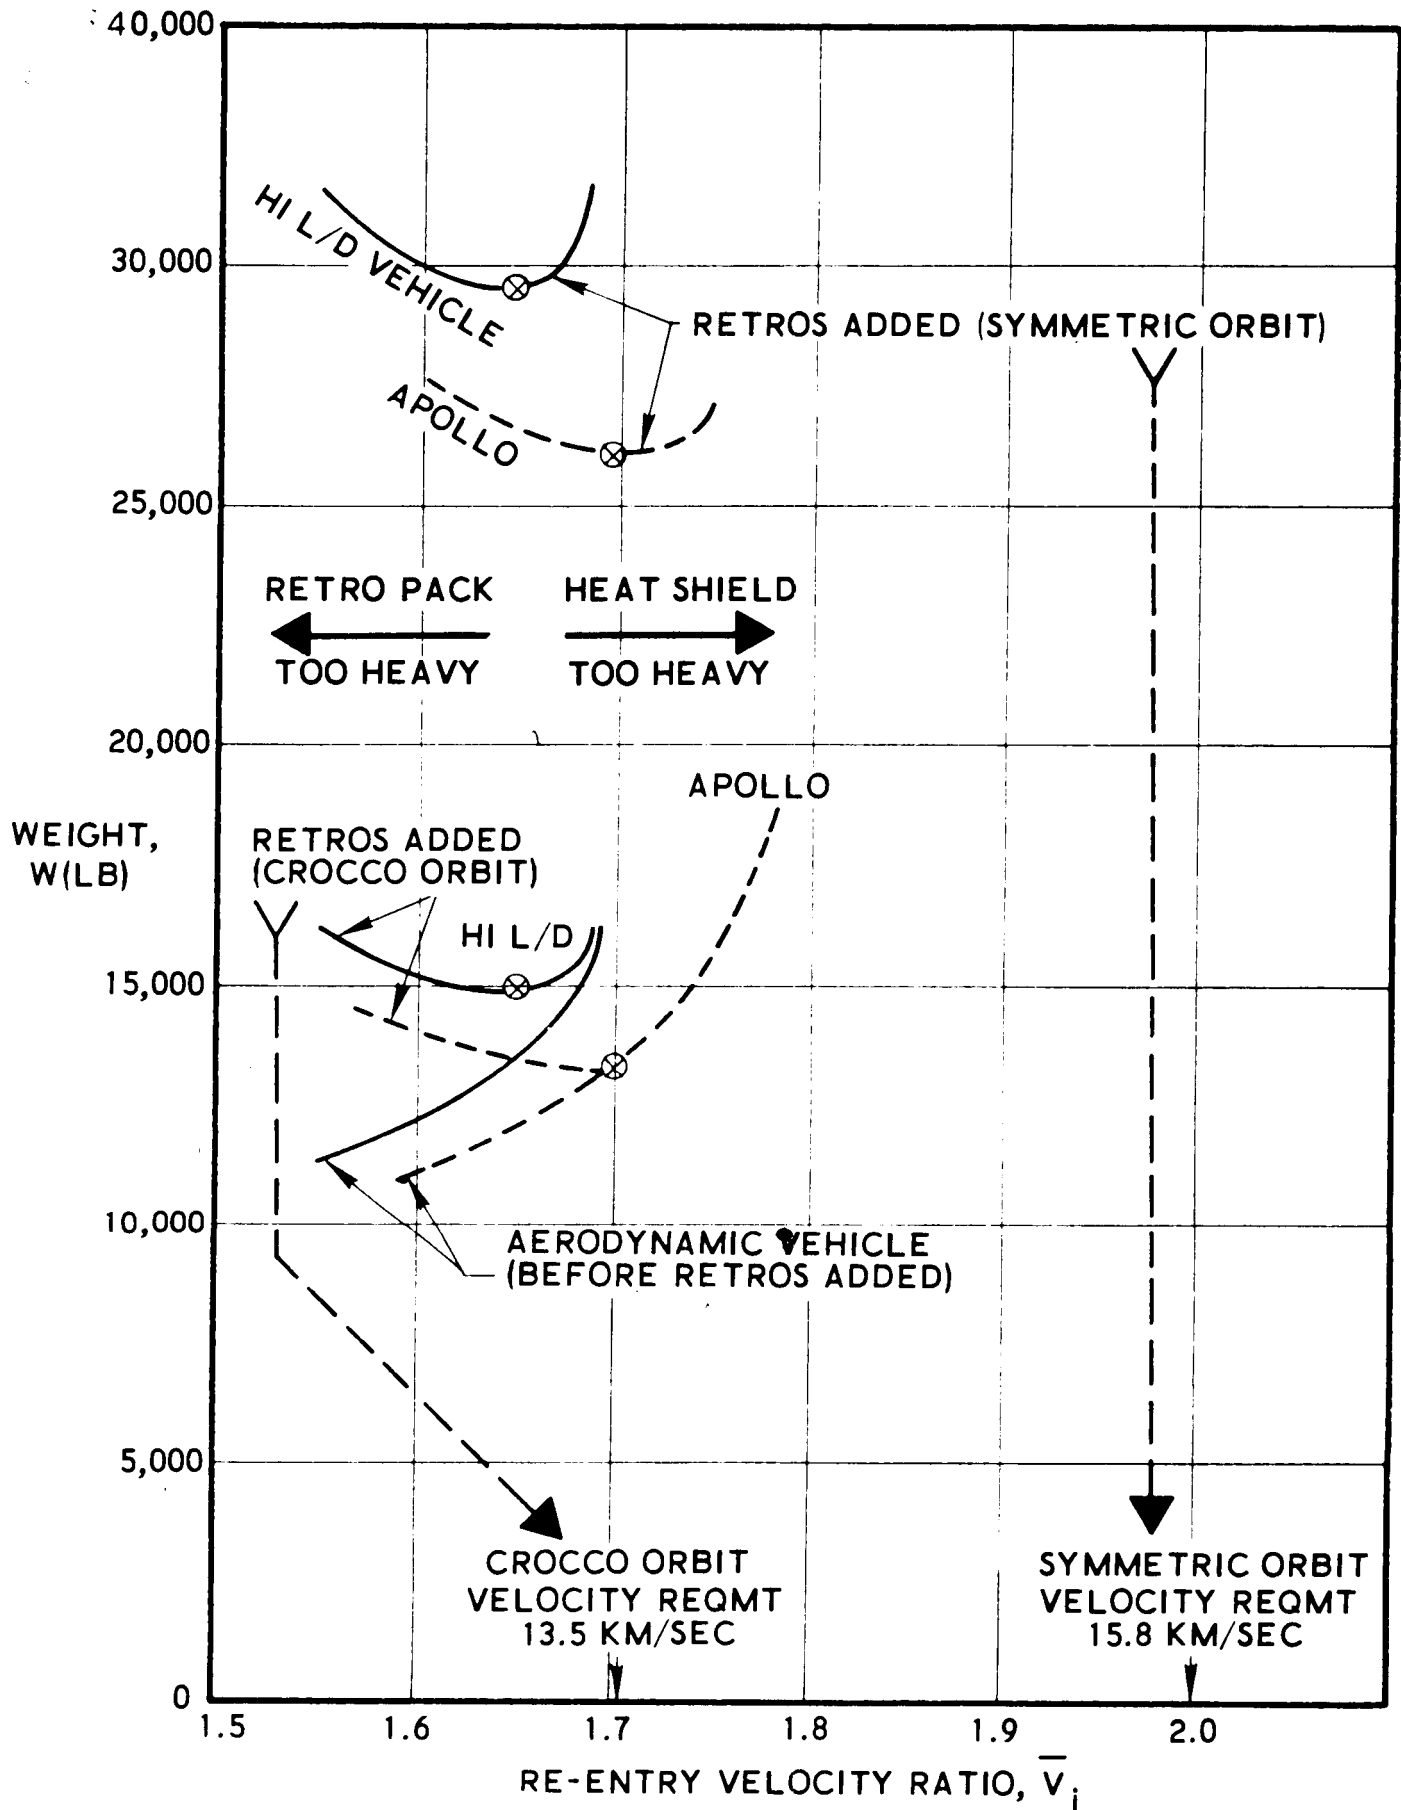 40,000
30,000
25,000
20,000
15,000
10,000
5,000
0
WEIGHT,
W(LB)
HI L/D VEHICLE
APOLLO
RETROS ADDED (SYMMETRIC ORBIT)
RETRO PACK
TOO HEAVY
HEAT SHIELD
TOO HEAVY
APOLLO
RETROS ADDED
(CROCCO ORBIT)
HI L/D
AERODYNAMIC VEHICLE
(BEFORE RETROS ADDED)
CROCCO ORBIT
VELOCITY REQMT
13.5 KM/SEC
SYMMETRIC ORBIT
VELOCITY REQMT
15.8 KM/SEC
1.5 1.6 1.7 1.8 1.9 2.0
RE-ENTRY VELOCITY RATIO, V̅i